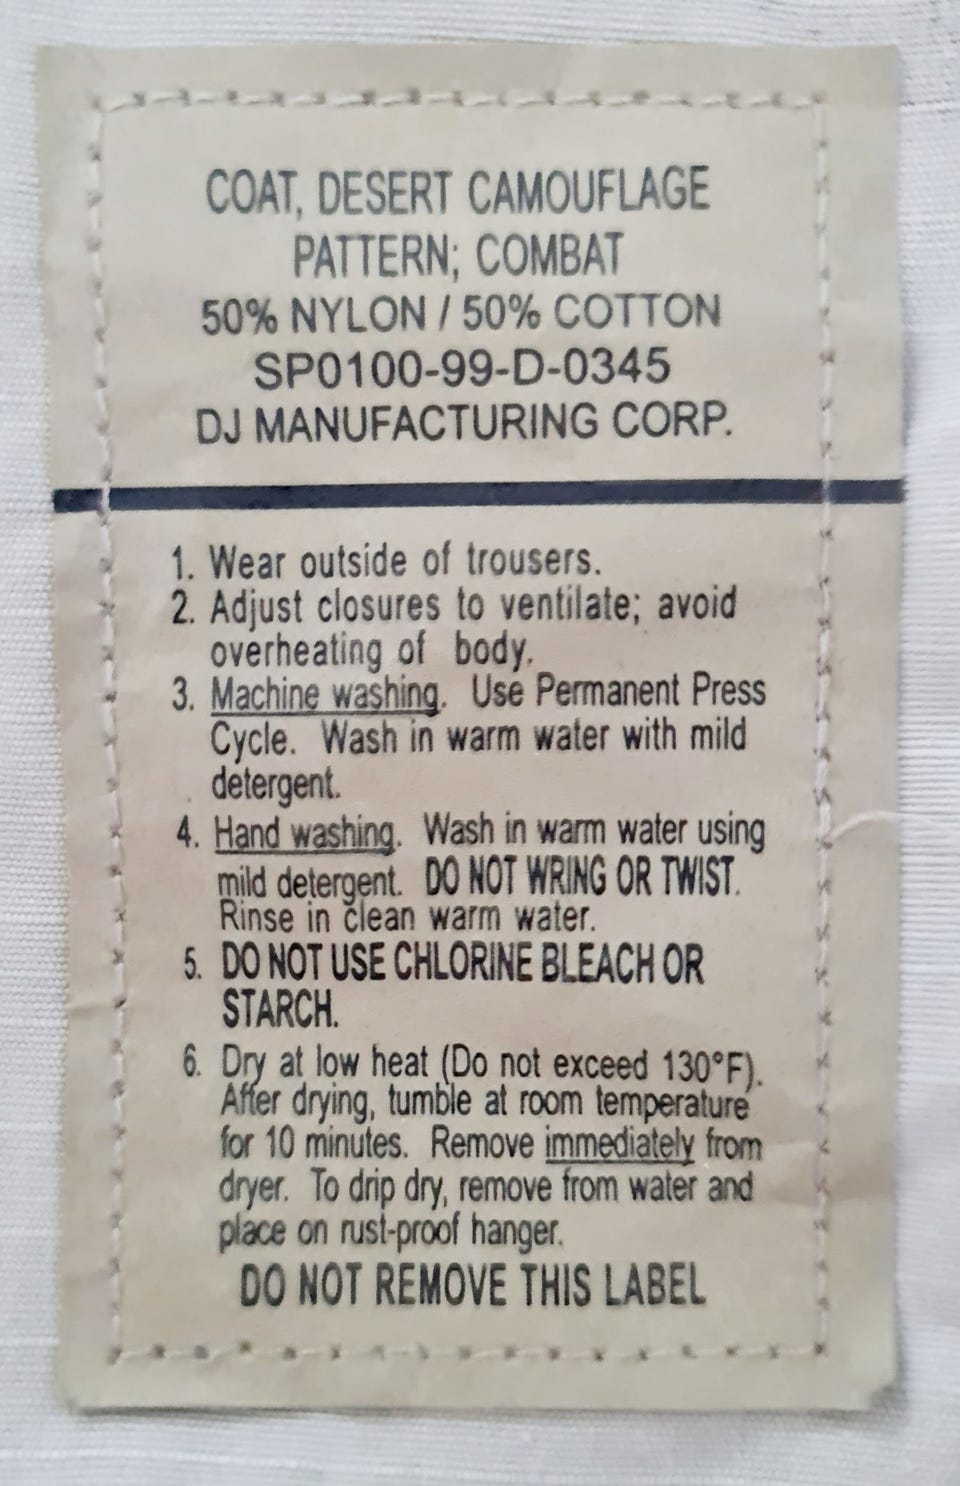 COAT, DESERT CAMOUFLAGE
PATTERN; COMBAT
50% NYLON / 50% COTTON
SP0100-99-D-0345
DJ MANUFACTURING CORP.
1. Wear outside of trousers.
2. Adjust closures to ventilate; avoid
overheating of body.
3. Machine washing. Use Permanent Press
Cycle. Wash in warm water with mild
detergent.
4. Hand washing. Wash in warm water using
mild detergent. DO NOT WRING OR TWIST.
Rinse in clean warm water.
5. DO NOT USE CHLORINE BLEACH OR
STARCH.
6. Dry at low heat (Do not exceed 130°F).
After drying, tumble at room temperature
for 10 minutes. Remove immediately from
dryer. To drip dry, remove from water and
place on rust-proof hanger.
DO NOT REMOVE THIS LABEL